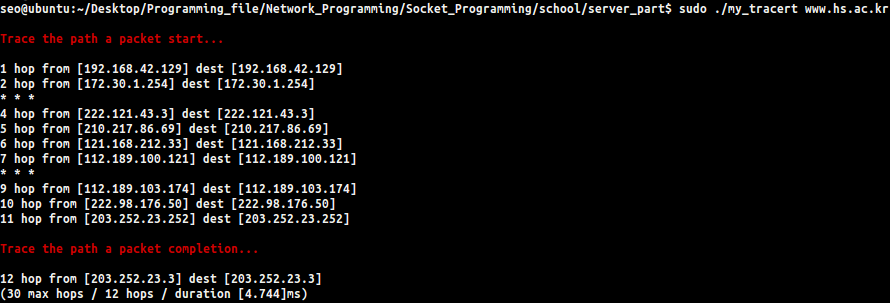 seo@ubuntu:~/Desktop/Programming_file/Network_Programming/Socket_Programming/school/server_part$ sudo ./my_tracert www.hs.ac.kr
Trace the path a packet start...
1 hop from [192.168.42.129] dest [192.168.42.129]
2 hop from [172.30.1.254] dest [172.30.1.254]
* * *
4 hop from [222.121.43.3] dest [222.121.43.3]
5 hop from [210.217.86.69] dest [210.217.86.69]
6 hop from [121.168.212.33] dest [121.168.212.33]
7 hop from [112.189.100.121] dest [112.189.100.121]
* * *
9 hop from [112.189.103.174] dest [112.189.103.174]
10 hop from [222.98.176.50] dest [222.98.176.50]
11 hop from [203.252.23.252] dest [203.252.23.252]
Trace the path a packet completion...
12 hop from [203.252.23.3] dest [203.252.23.3]
(30 max hops / 12 hops / duration [4.744]ms)